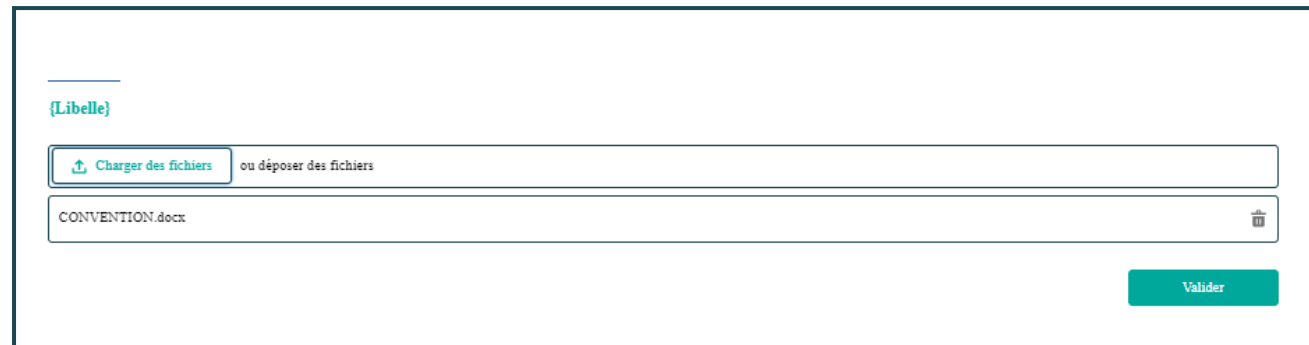 {Libelle}
Charger des fichiers ou déposer des fichiers
CONVENTION.docx
Valider